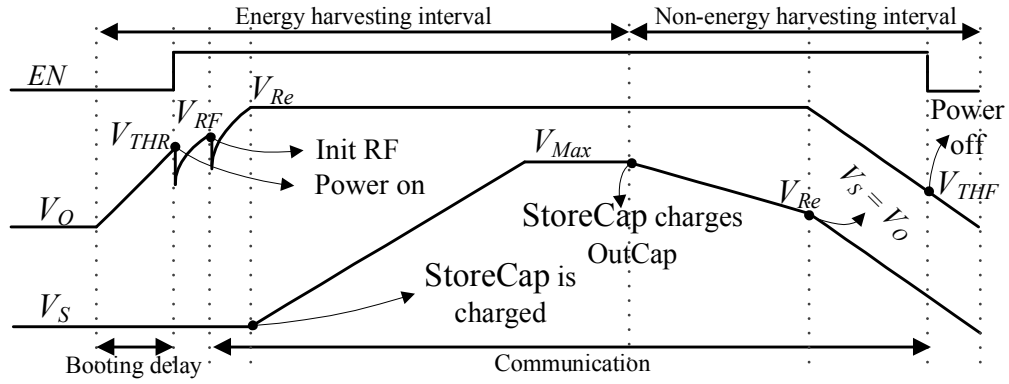 Energy harvesting interval
Non-energy harvesting interval
EN
V_Re
V_RF
V_THR
Init RF
Power on
V_Max
Power
off
V_THF
V_O
V_Re
V_S = V_O
StoreCap charges
OutCap
StoreCap is
charged
V_S
Booting delay
Communication